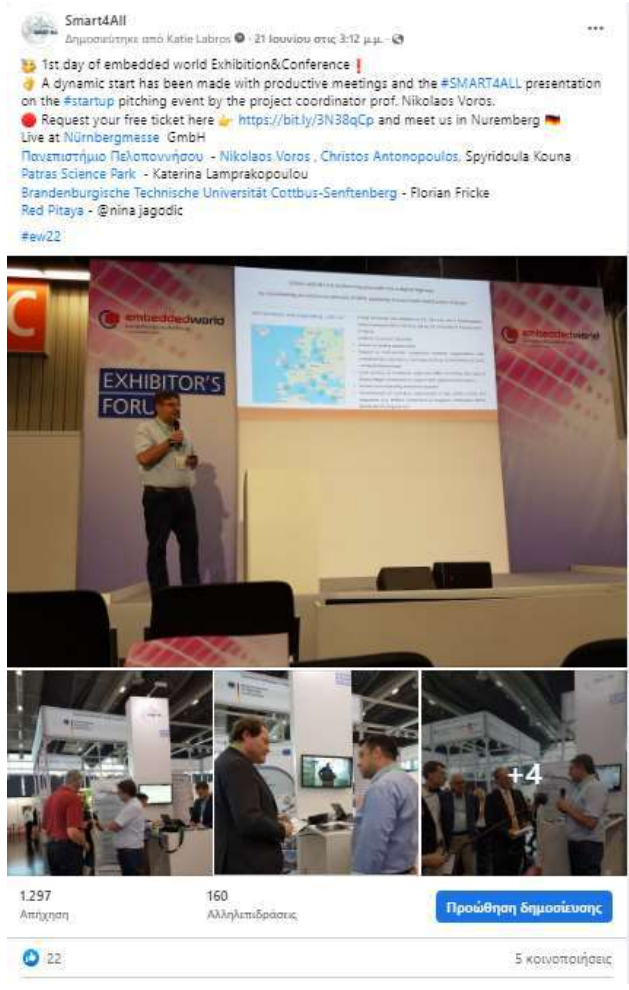 Smart4All
Δημοσιεύτηκε από Katie Labros · 21 Ιουνίου στις 3:12 μ.μ. ·
1st day of embedded world Exhibition&Conference❗
A dynamic start has been made with productive meetings and the #SMART4ALL presentation
on the #startup pitching event by the project coordinator prof. Nikolaos Voros.
🔴 Request your free ticket here 👉 https://bit.ly/3N38qCp and meet us in Nuremberg 🇩🇪
Live at Nürnbergmesse GmbH
Πανεπιστήμιο Πελοποννήσου - Nikolaos Voros , Christos Antonopoulos, Spyridoula Kouna
Patras Science Park - Katerina Lamprakopoulou
Brandenburgische Technische Universität Cottbus-Senftenberg - Florian Fricke
Red Pitaya - @nina jagodic
#ew22
C
embeddedworld
EXHIBITOR'S
FORU
embeddedworld
+4
1.297
Απήχηση
160
Αλληλεπιδράσεις
Προώθηση δημοσίευσης
22
5 κοινοποιήσεις